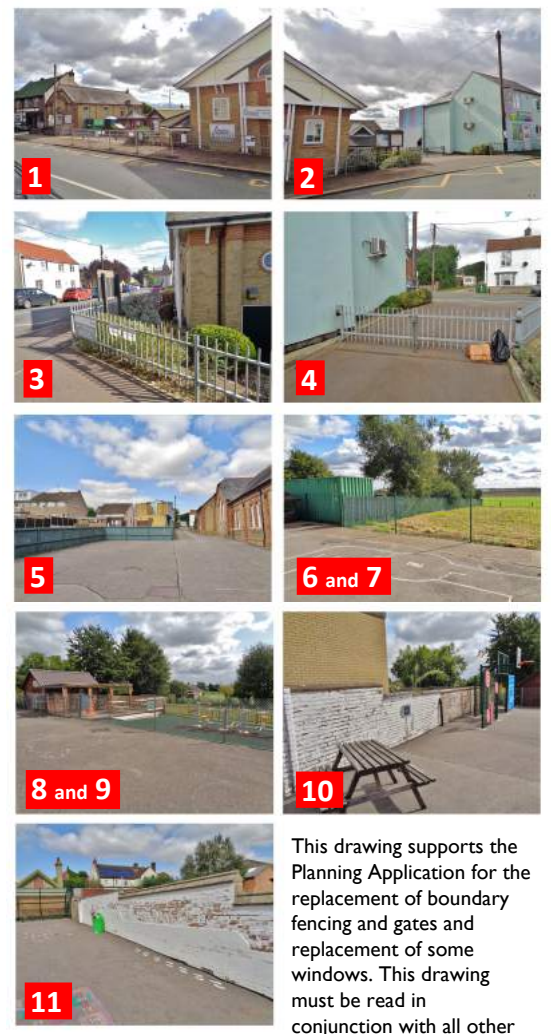 1
2
3
4
5
6 and 7
8 and 9
10
11
This drawing supports the
Planning Application for the
replacement of boundary
fencing and gates and
replacement of some
windows. This drawing
must be read in
conjunction with all other